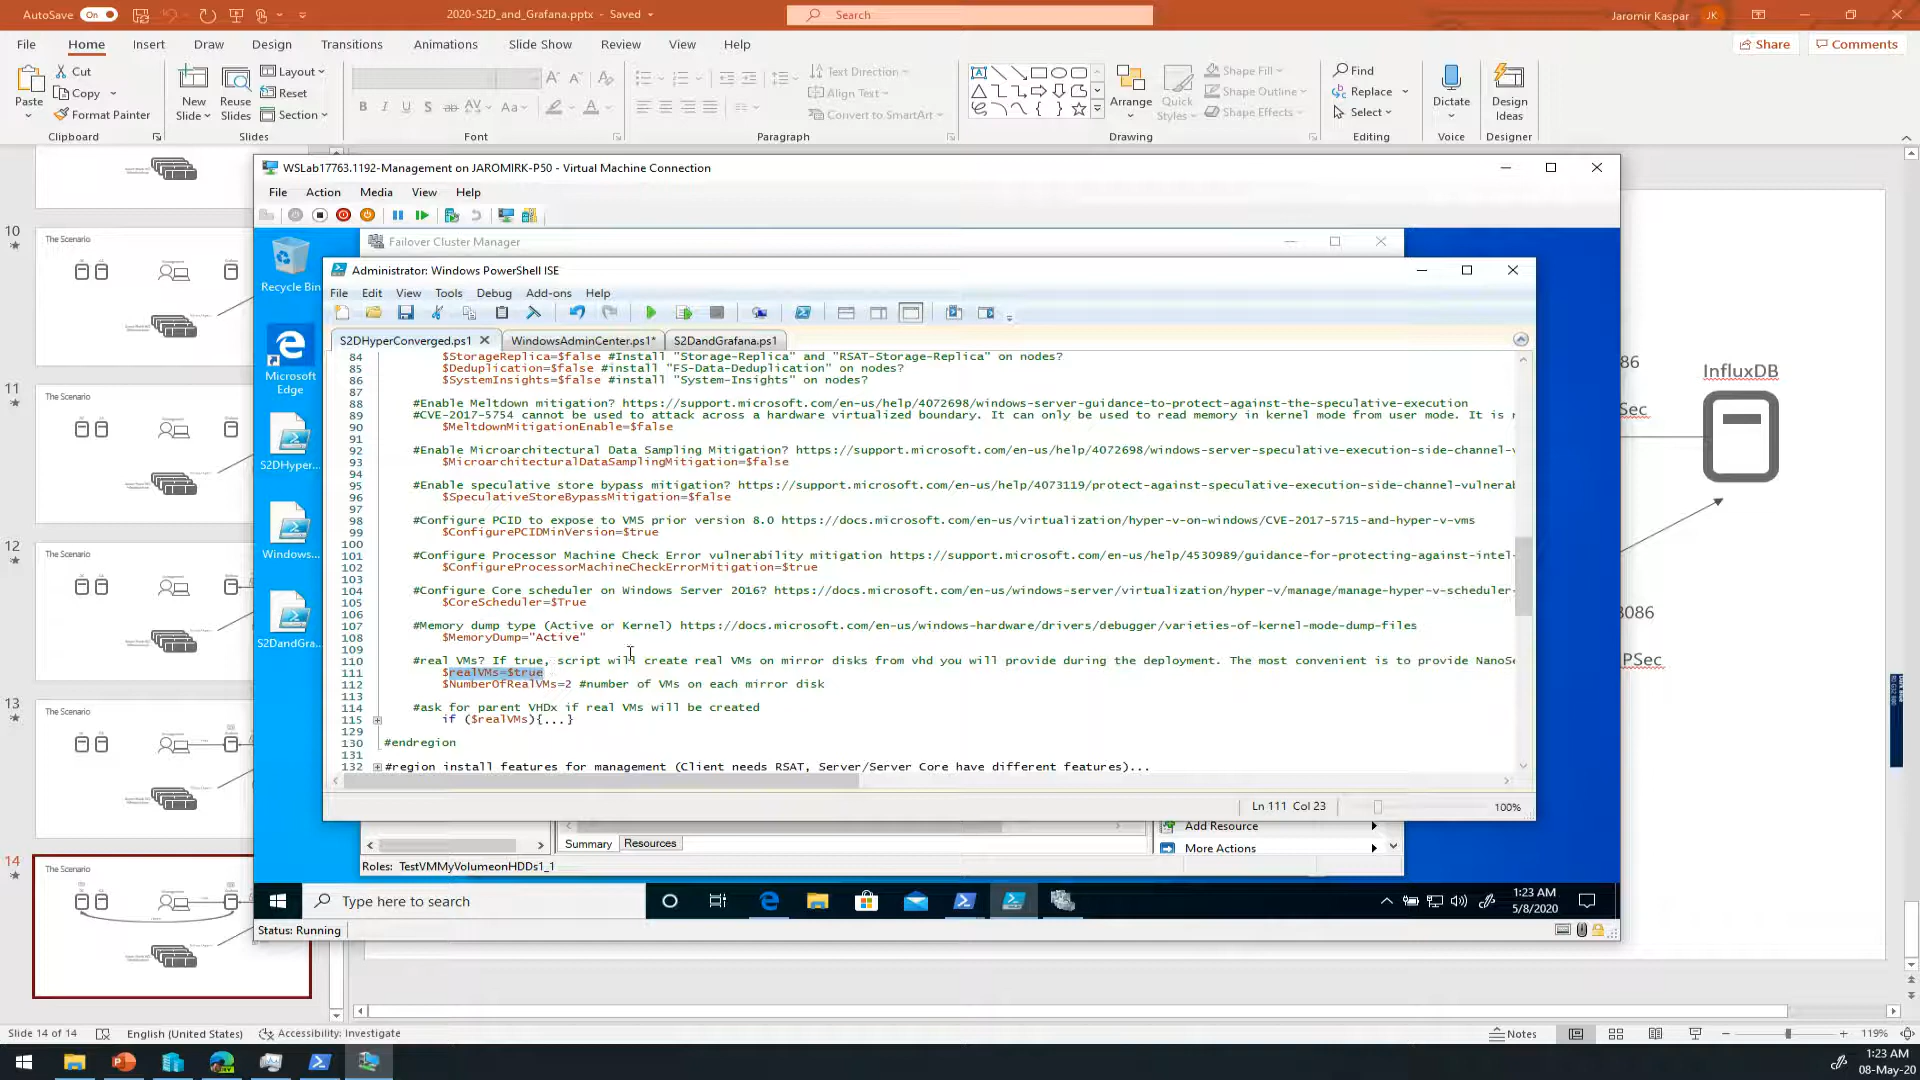 AutoSave On
2020-S2D_and_Grafana.pptx - Saved
Search
Jaromir Kaspar JK
File Home Insert Draw Design Transitions Animations Slide Show Review View Help
Share Comments
Paste
Cut
Copy
Format Painter
Clipboard
New Slide
Reuse Slides
Layout
Reset
Section
Slides
Font
Text Direction
Align Text
Convert to SmartArt
Paragraph
Arrange
Quick Styles
Shape Fill
Shape Outline
Shape Effects
Drawing
Find
Replace
Select
Editing
Dictate
Voice
Design Ideas
Designer
10
The Scenario
11
The Scenario
12
The Scenario
13
The Scenario
14
The Scenario
WSLab17763.1192-Management on JAROMIRK-P50 - Virtual Machine Connection
File Action Media View Help
Recycle Bin
Microsoft Edge
S2DHyper...
Windows...
S2DandGra...
Failover Cluster Manager
Administrator: Windows PowerShell ISE
File Edit View Tools Debug Add-ons Help
S2DHyperConverged.ps1 WindowsAdminCenter.ps1* S2DandGrafana.ps1
84 $StorageReplica=$false #Install "Storage-Replica" and "RSAT-Storage-Replica" on nodes?
85 $Deduplication=$false #install "FS-Data-Deduplication" on nodes?
86 $SystemInsights=$false #install "System-Insights" on nodes?
87
88 #Enable Meltdown mitigation? https://support.microsoft.com/en-us/help/4072698/windows-server-guidance-to-protect-against-the-speculative-execution
89 #CVE-2017-5754 cannot be used to attack across a hardware virtualized boundary. It can only be used to read memory in kernel mode from user mode. It is
90 $MeltdownMitigationEnable=$false
91
92 #Enable Microarchitectural Data Sampling Mitigation? https://support.microsoft.com/en-us/help/4072698/windows-server-speculative-execution-side-channel-v
93 $MicroarchitecturalDataSamplingMitigation=$false
94
95 #Enable speculative store bypass mitigation? https://support.microsoft.com/en-us/help/4073119/protect-against-speculative-execution-side-channel-vulnerab
96 $SpeculativeStoreBypassMitigation=$false
97
98 #Configure PCID to expose to VMS prior version 8.0 https://docs.microsoft.com/en-us/virtualization/hyper-v-on-windows/CVE-2017-5715-and-hyper-v-vms
99 $ConfigurePCIDMinVersion=$true
100
101 #Configure Processor Machine Check Error vulnerability mitigation https://support.microsoft.com/en-us/help/4530989/guidance-for-protecting-against-intel-
102 $ConfigureProcessorMachineCheckErrorMitigation=$true
103
104 #Configure Core scheduler on Windows Server 2016? https://docs.microsoft.com/en-us/windows-server/virtualization/hyper-v/manage/manage-hyper-v-scheduler-
105 $CoreScheduler=$True
106
107 #Memory dump type (Active or Kernel) https://docs.microsoft.com/en-us/windows-hardware/drivers/debugger/varieties-of-kernel-mode-dump-files
108 $MemoryDump="Active"
109
110 #real VMs? If true, script will create real VMs on mirror disks from vhd you will provide during the deployment. The most convenient is to provide NanoSe
111 $realVMs=$true
112 $NumberOfRealVMs=2 #number of VMs on each mirror disk
113
114 #ask for parent VHDx if real VMs will be created
115 if ($realVMs){...}
129
130 #endregion
131
132 #region install features for management (Client needs RSAT, Server/Server Core have different features)...
Ln 111 Col 23
100%
Summary Resources
Add Resource
More Actions
Roles: TestVMMyVolumeonHDDs1_1
Type here to search
1:23 AM
5/8/2020
Status: Running
86
Sec
InfluxDB
8086
PSec
Slide 14 of 14
English (United States)
Accessibility: Investigate
Notes
119%
1:23 AM
08-May-20